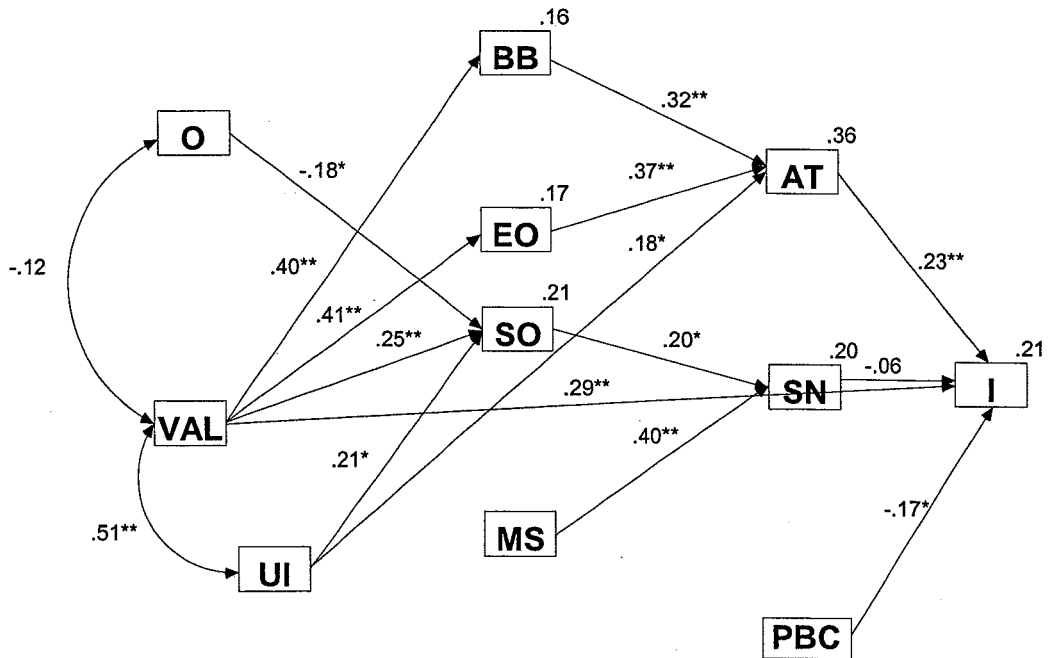 .16
BB
O
.32**
.36
-.18*
AT
.37**
.17
EO
.18*
-.12
.40**
.23**
.41**
.21
SO
.25**
.20*
.20
-.06
.21
SN
.29**
I
VAL
.40**
.21*
MS
-.17*
.51**
UI
PBC